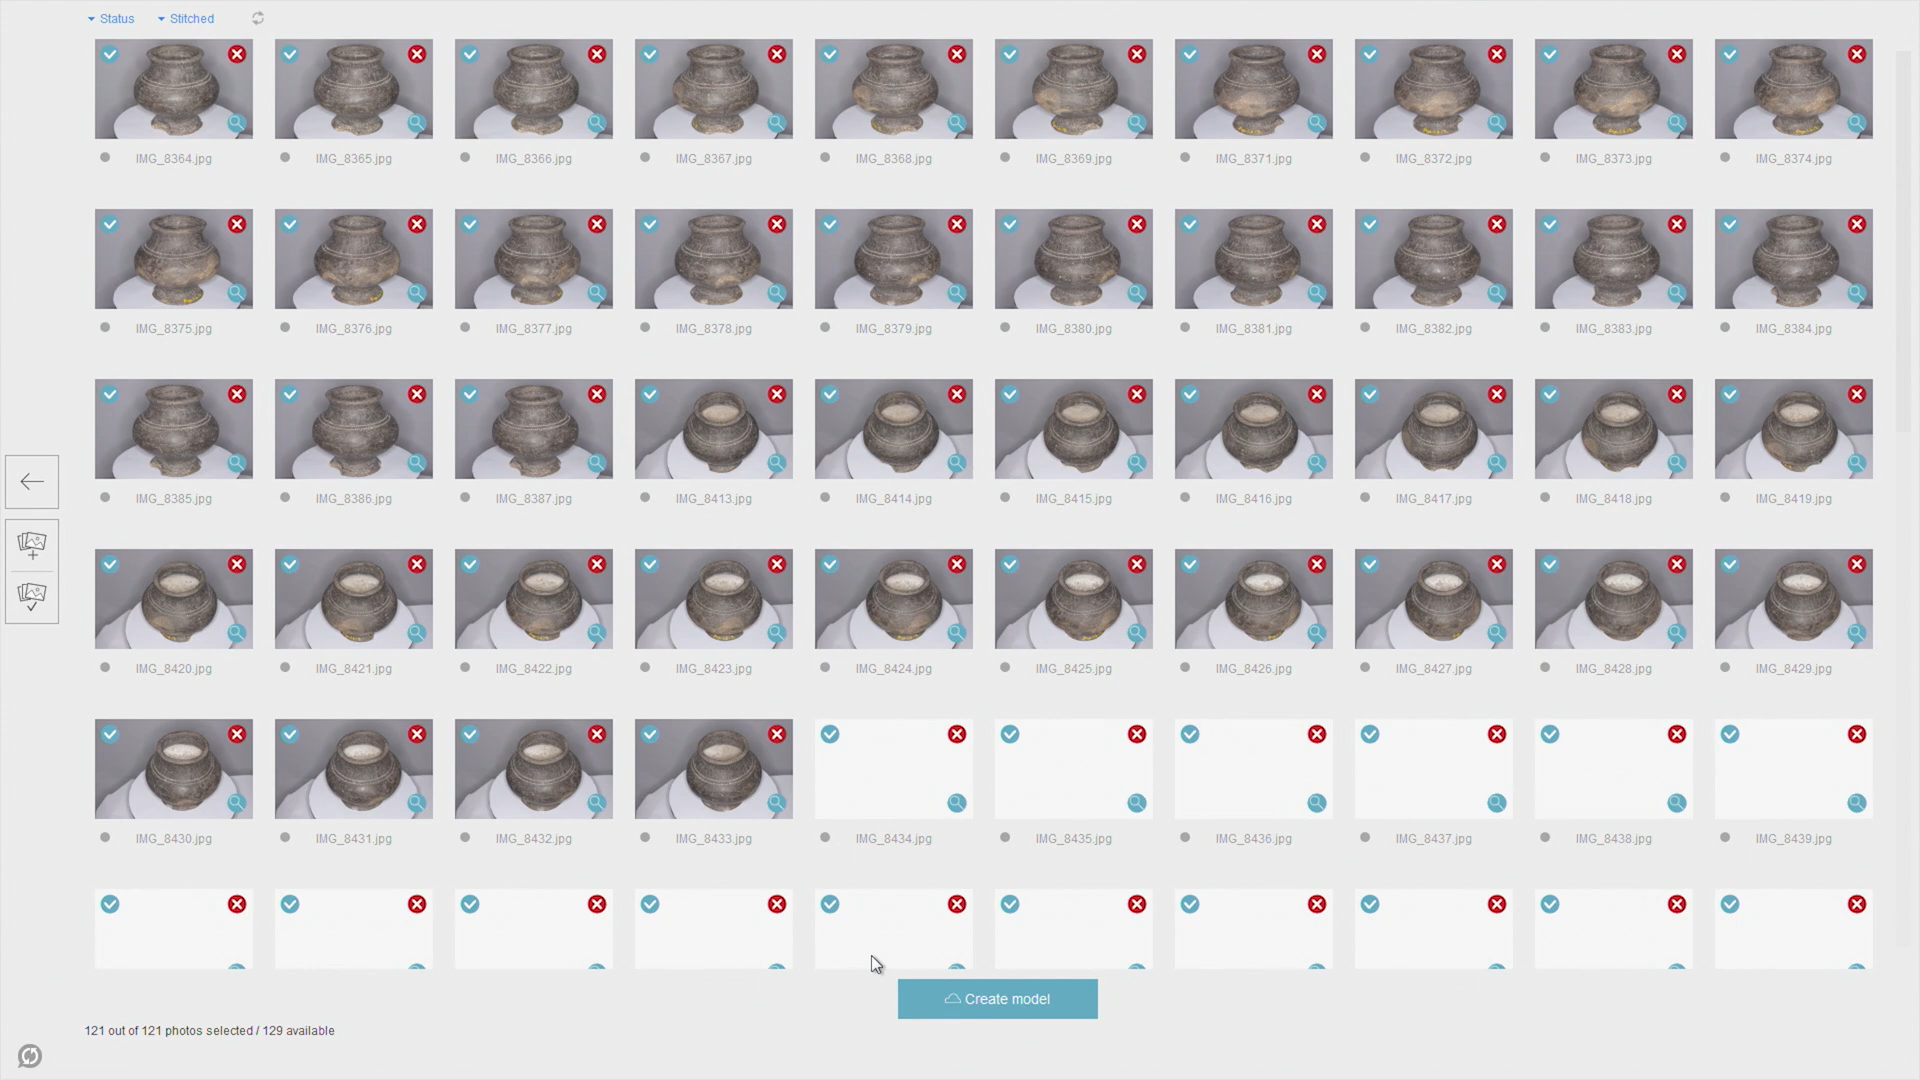 Status Stitched
IMG_8364.jpg IMG_8365.jpg IMG_8366.jpg IMG_8367.jpg IMG_8368.jpg IMG_8369.jpg IMG_8371.jpg IMG_8372.jpg IMG_8373.jpg IMG_8374.jpg
IMG_8375.jpg IMG_8376.jpg IMG_8377.jpg IMG_8378.jpg IMG_8379.jpg IMG_8380.jpg IMG_8381.jpg IMG_8382.jpg IMG_8383.jpg IMG_8384.jpg
IMG_8385.jpg IMG_8386.jpg IMG_8387.jpg IMG_8413.jpg IMG_8414.jpg IMG_8415.jpg IMG_8416.jpg IMG_8417.jpg IMG_8418.jpg IMG_8419.jpg
IMG_8420.jpg IMG_8421.jpg IMG_8422.jpg IMG_8423.jpg IMG_8424.jpg IMG_8425.jpg IMG_8426.jpg IMG_8427.jpg IMG_8428.jpg IMG_8429.jpg
IMG_8430.jpg IMG_8431.jpg IMG_8432.jpg IMG_8433.jpg IMG_8434.jpg IMG_8435.jpg IMG_8436.jpg IMG_8437.jpg IMG_8438.jpg IMG_8439.jpg
Create model
121 out of 121 photos selected / 129 available